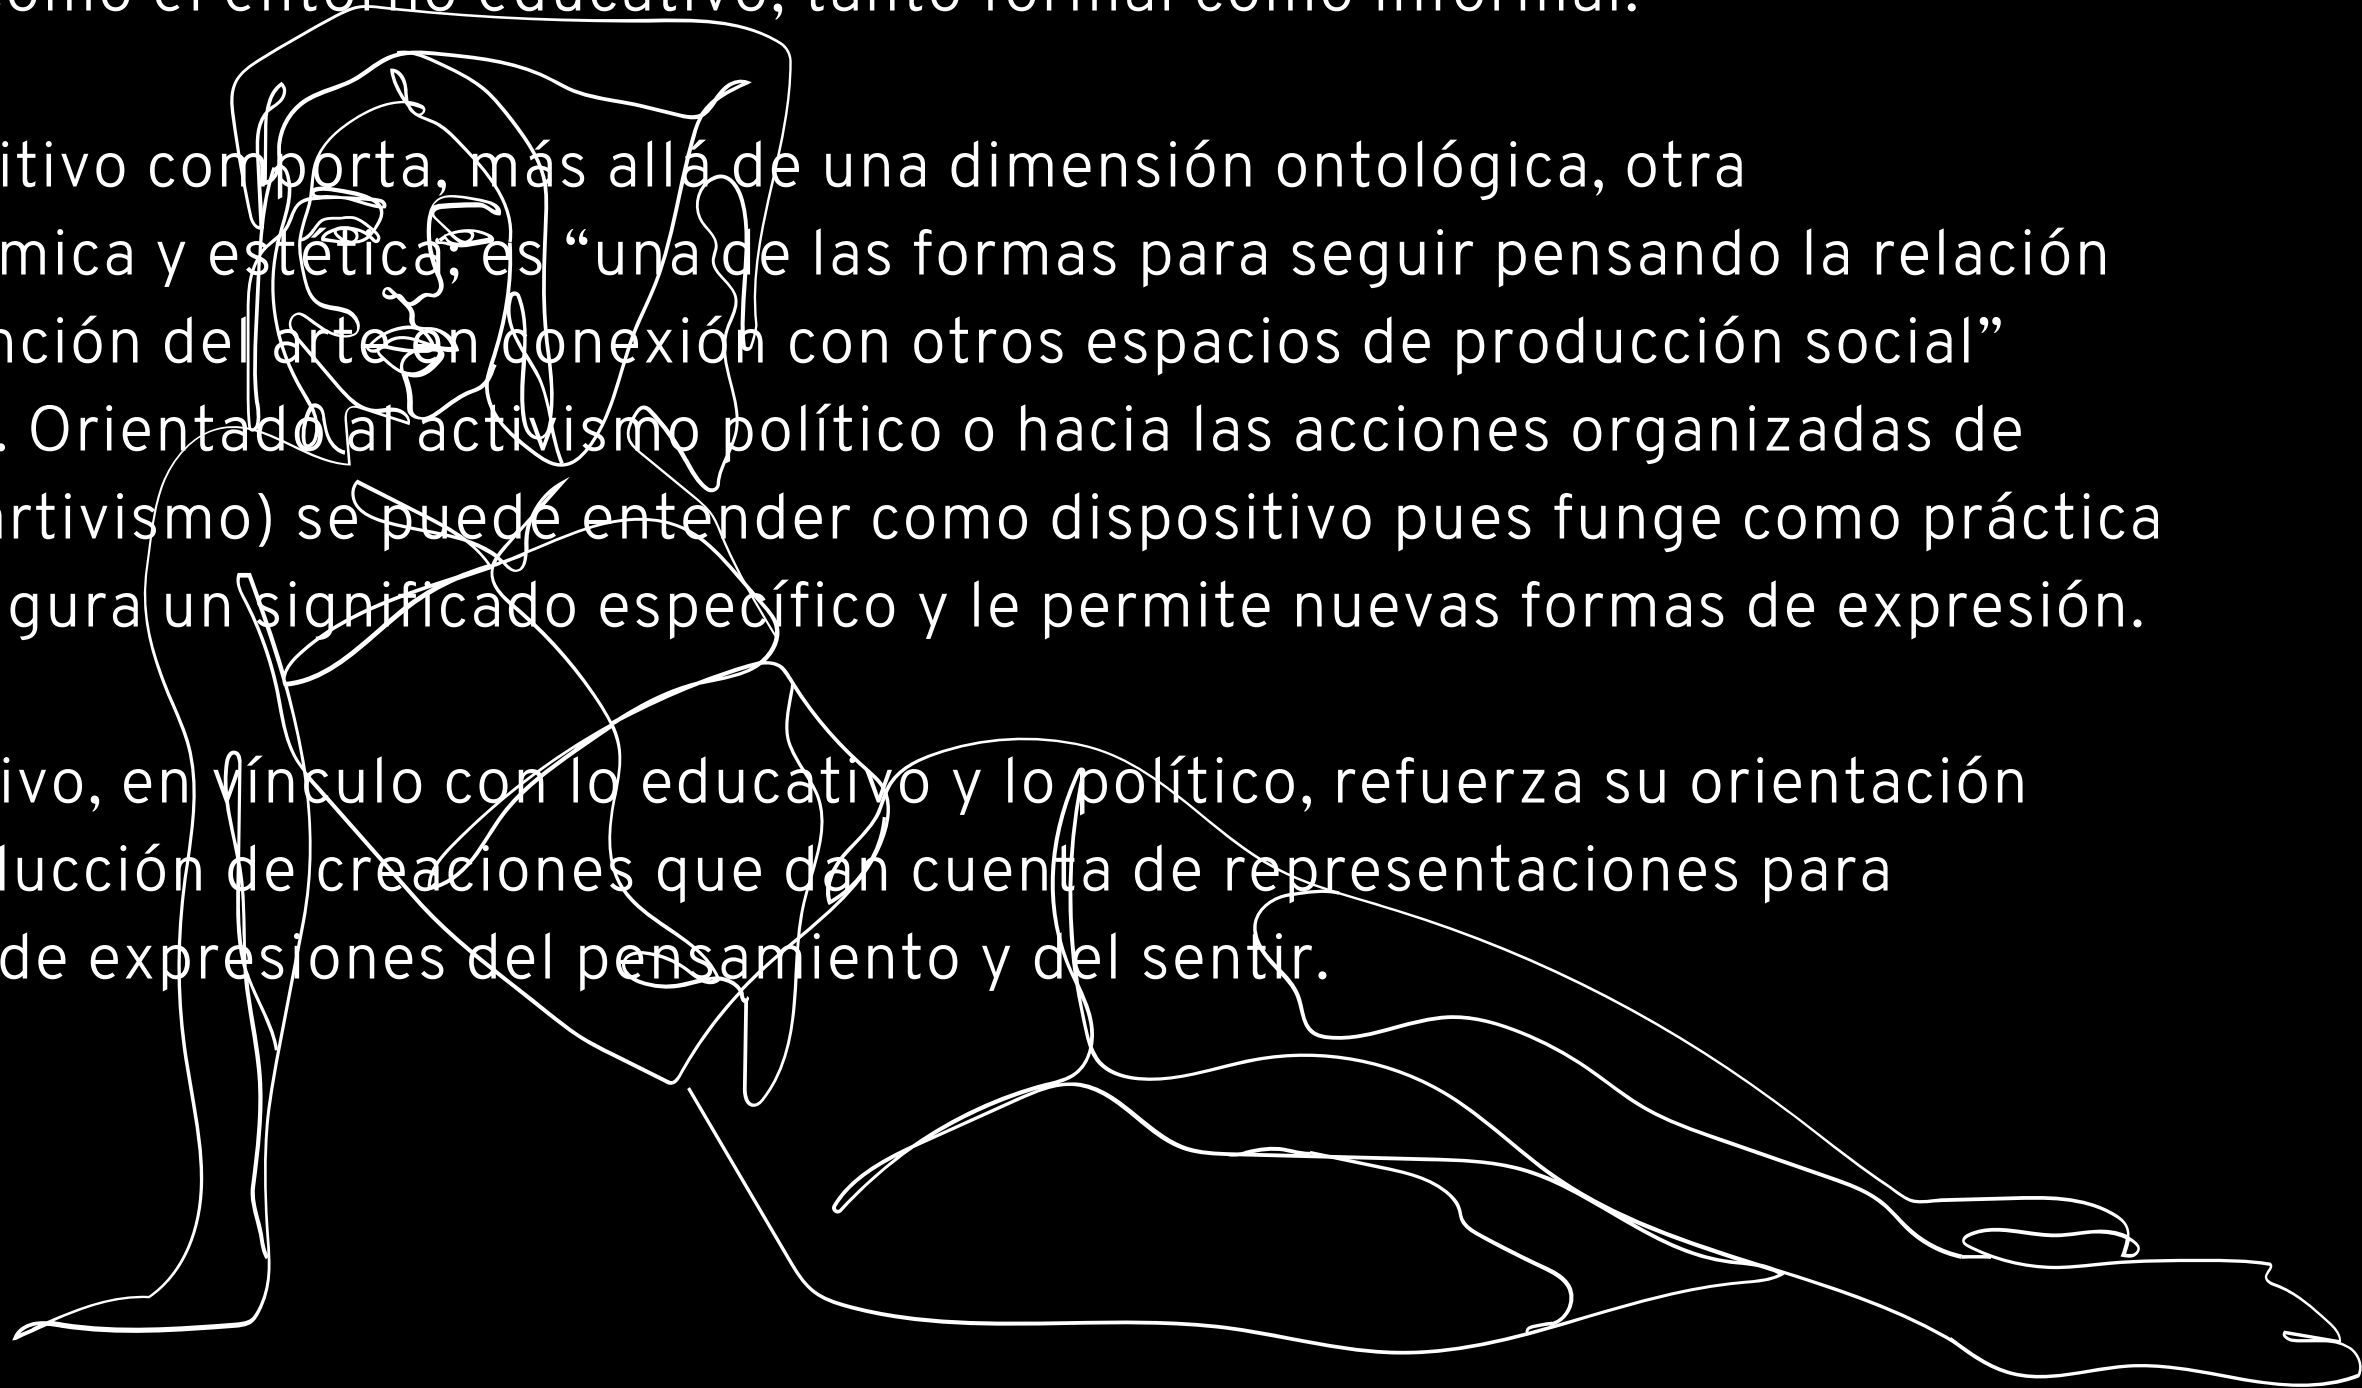 como el entorno educativo, tanto formal como informal.
itivo comporta, más allá de una dimensión ontológica, otra
mica y estética; es “una de las formas para seguir pensando la relación
nción del arte en conexión con otros espacios de producción social”
. Orientado al activismo político o hacia las acciones organizadas de
artivismo) se puede entender como dispositivo pues funge como práctica
gura un significado específico y le permite nuevas formas de expresión.
ivo, en vínculo con lo educativo y lo político, refuerza su orientación
ducción de creaciones que dan cuenta de representaciones para
de expresiones del pensamiento y del sentir.